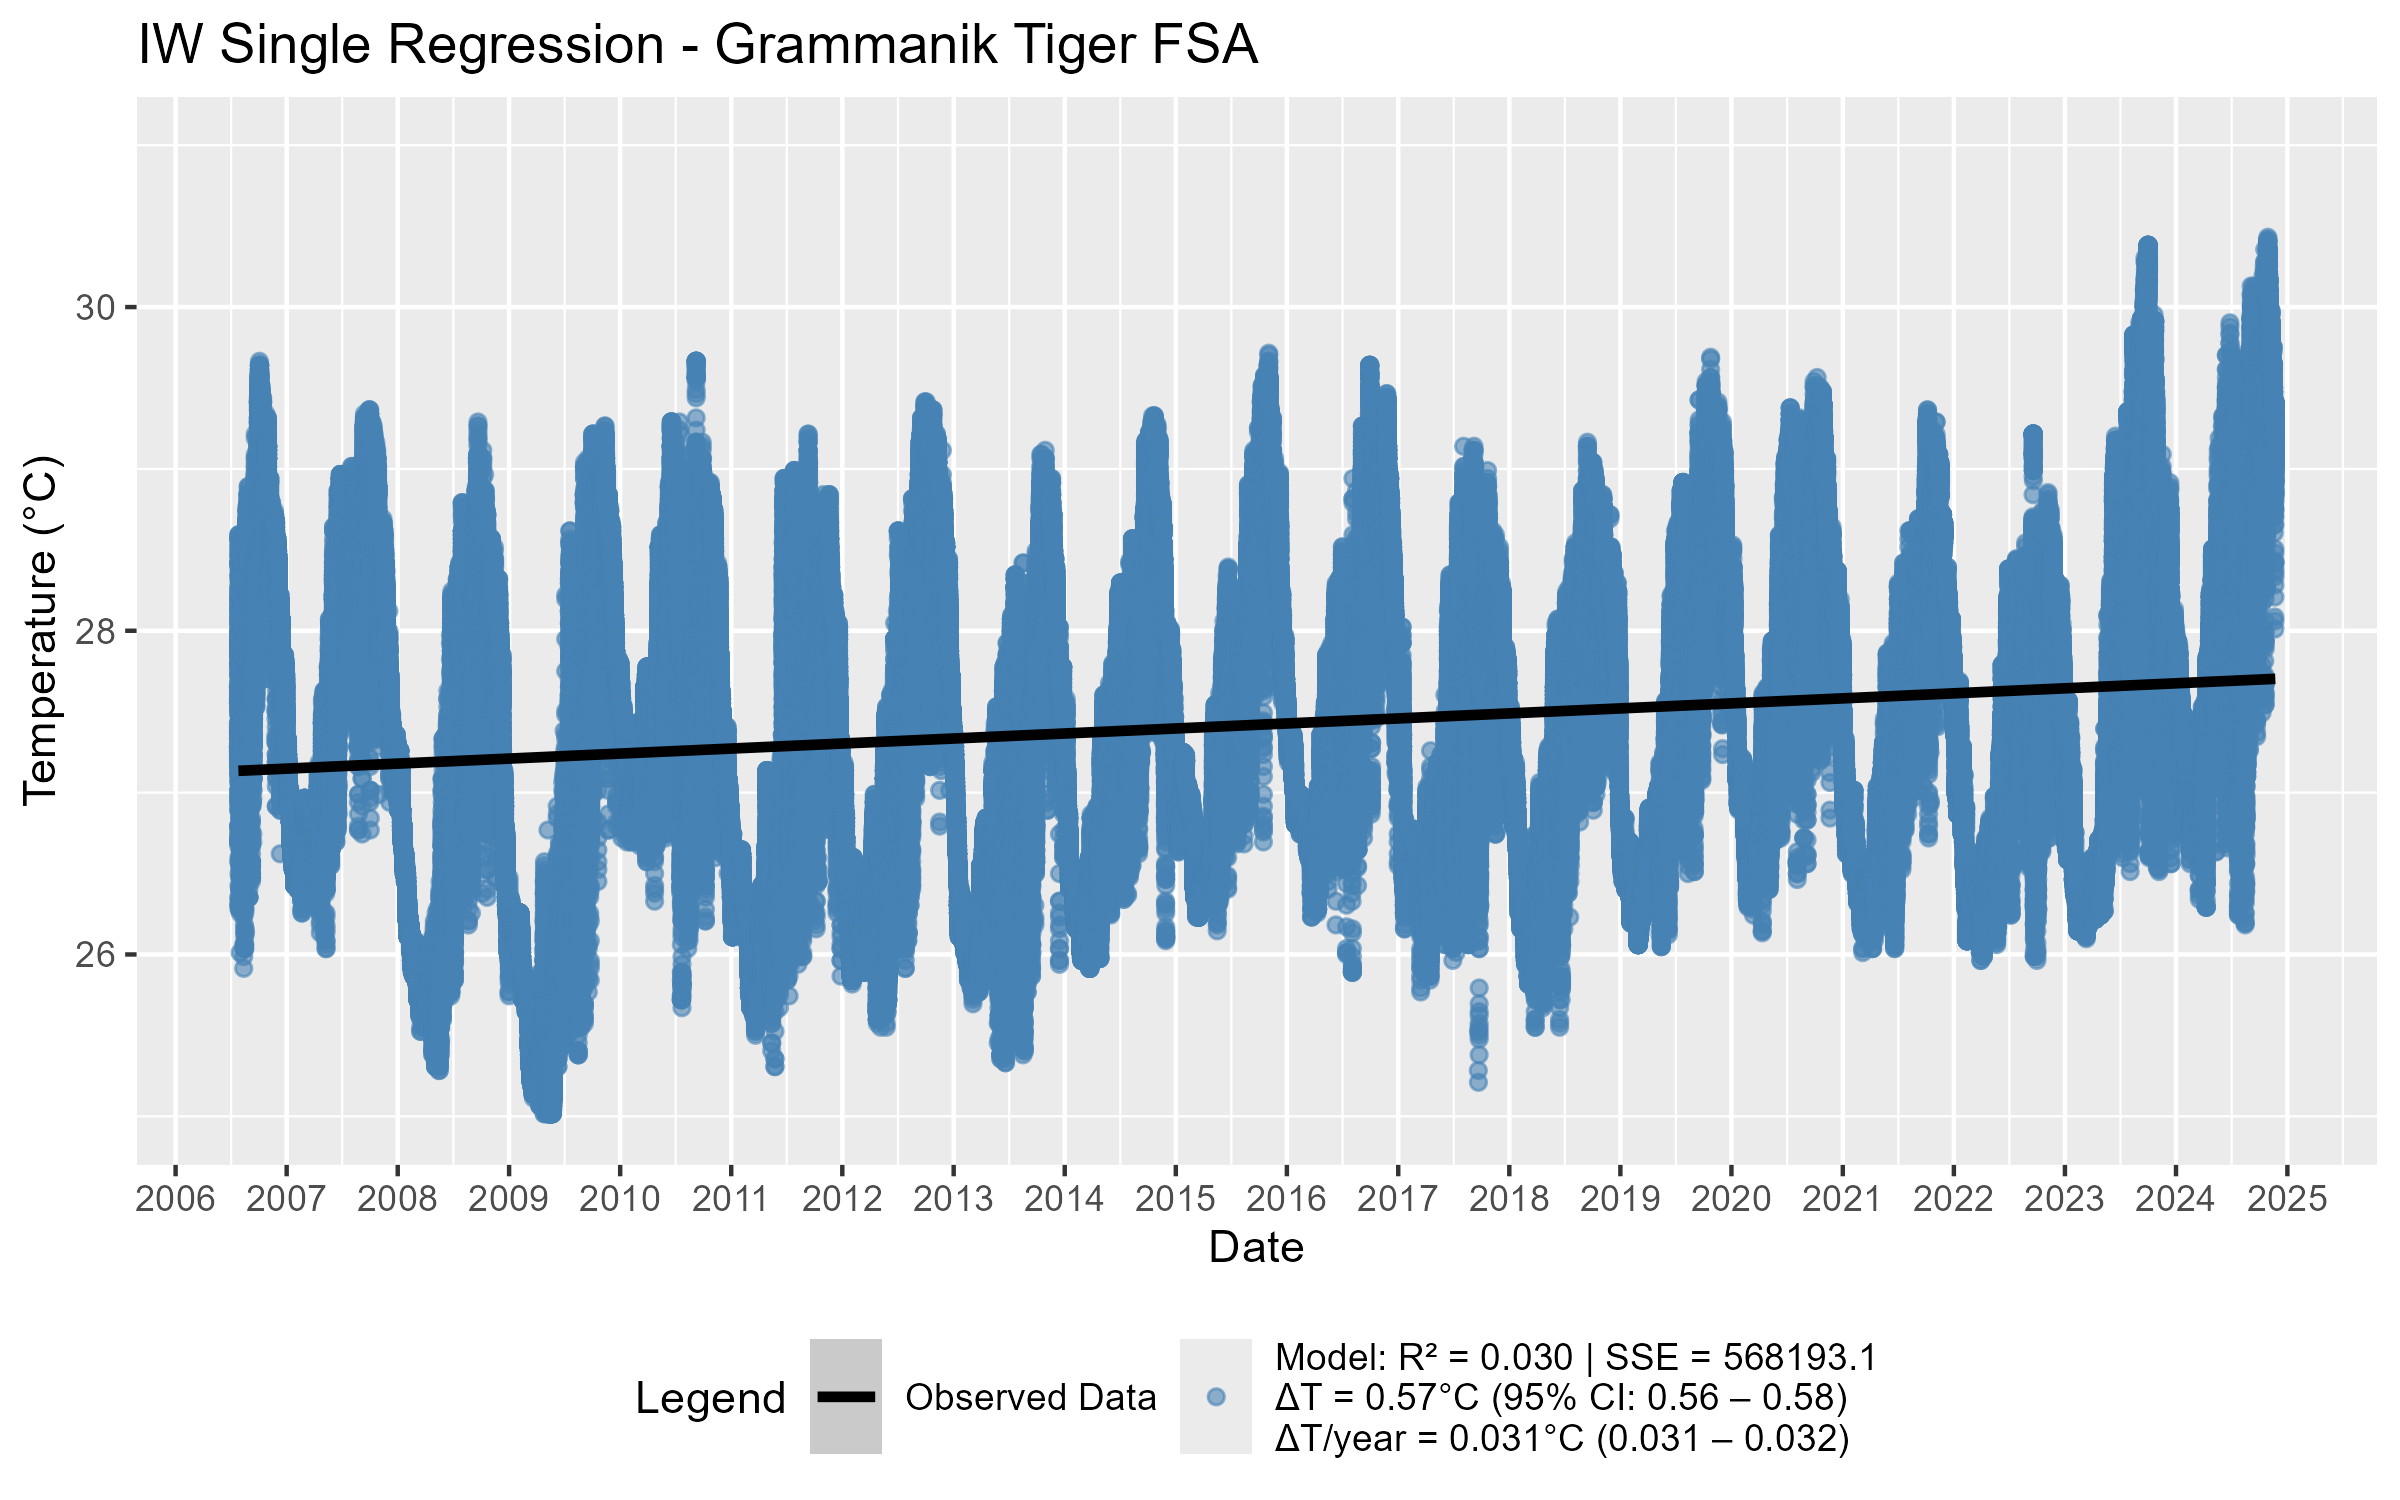 IW Single Regression - Grammanik Tiger FSA
Temperature (°C)
30
28
26
2006 2007 2008 2009 2010 2011 2012 2013 2014 2015 2016 2017 2018 2019 2020 2021 2022 2023 2024 2025
Date
Legend
Observed Data
Model: R² = 0.030 | SSE = 568193.1
ΔT = 0.57°C (95% CI: 0.56 – 0.58)
ΔT/year = 0.031°C (0.031 – 0.032)